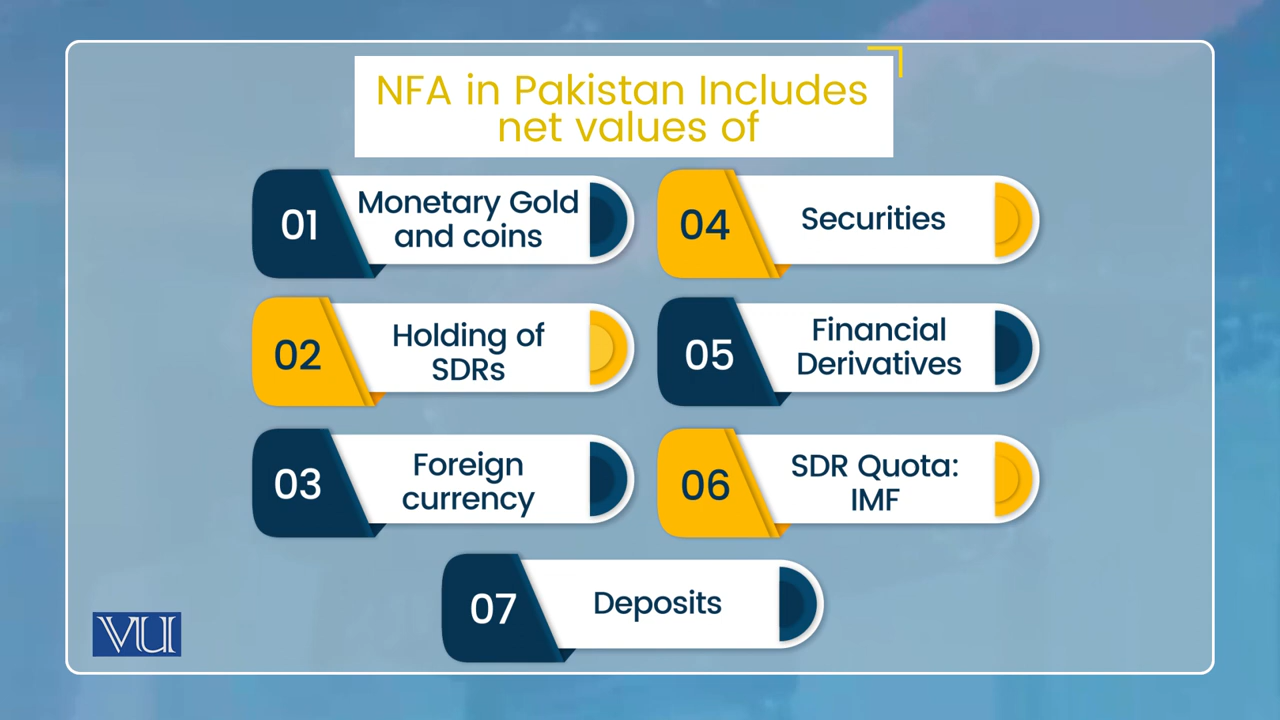 NFA in Pakistan Includes
net values of
01
Monetary Gold
and coins
02
Holding of
SDRs
03
Foreign
currency
04
Securities
05
Financial
Derivatives
06
SDR Quota:
IMF
07
Deposits
VU